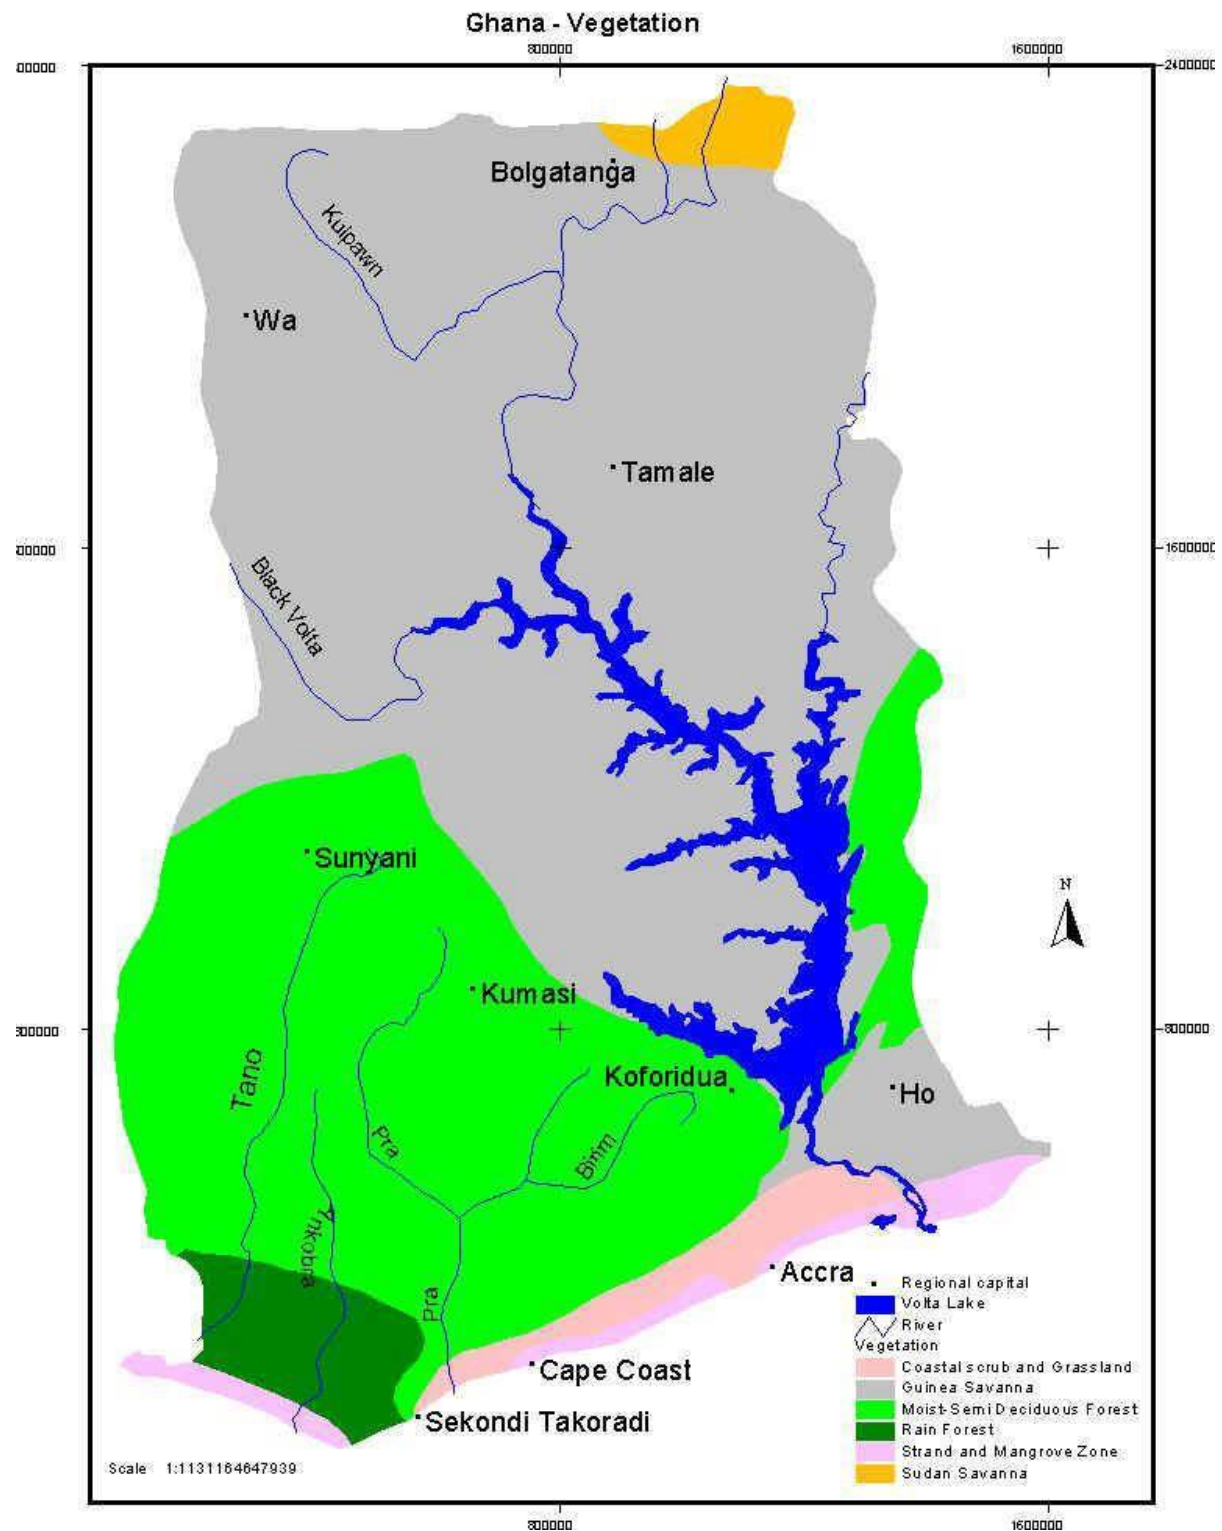 Ghana - Vegetation
800000
1600000
2400000
Bolgatanga
Kulpawn
Wa
Tamale
1600000
Black Volta
Sunyani
N
Kumasi
800000
Tano
Koforidua
Ho
Pra
Birim
Ankobra
Pra
Accra
Cape Coast
Sekondi Takoradi
Regional capital
Volta Lake
River
Vegetation
Coastal scrub and Grassland
Guinea Savanna
Moist-Semi Deciduous Forest
Rain Forest
Strand and Mangrove Zone
Sudan Savanna
Scale 1:1131164647939
800000
1600000